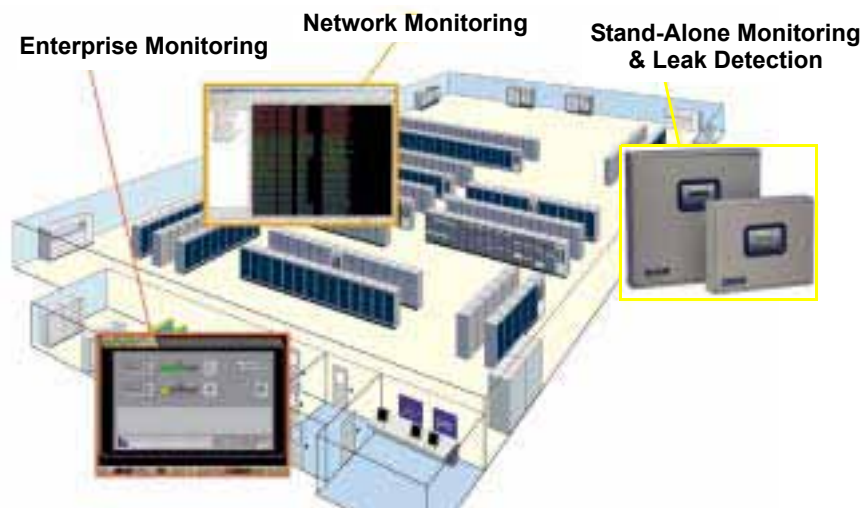 Enterprise Monitoring
Network Monitoring
Stand-Alone Monitoring
& Leak Detection